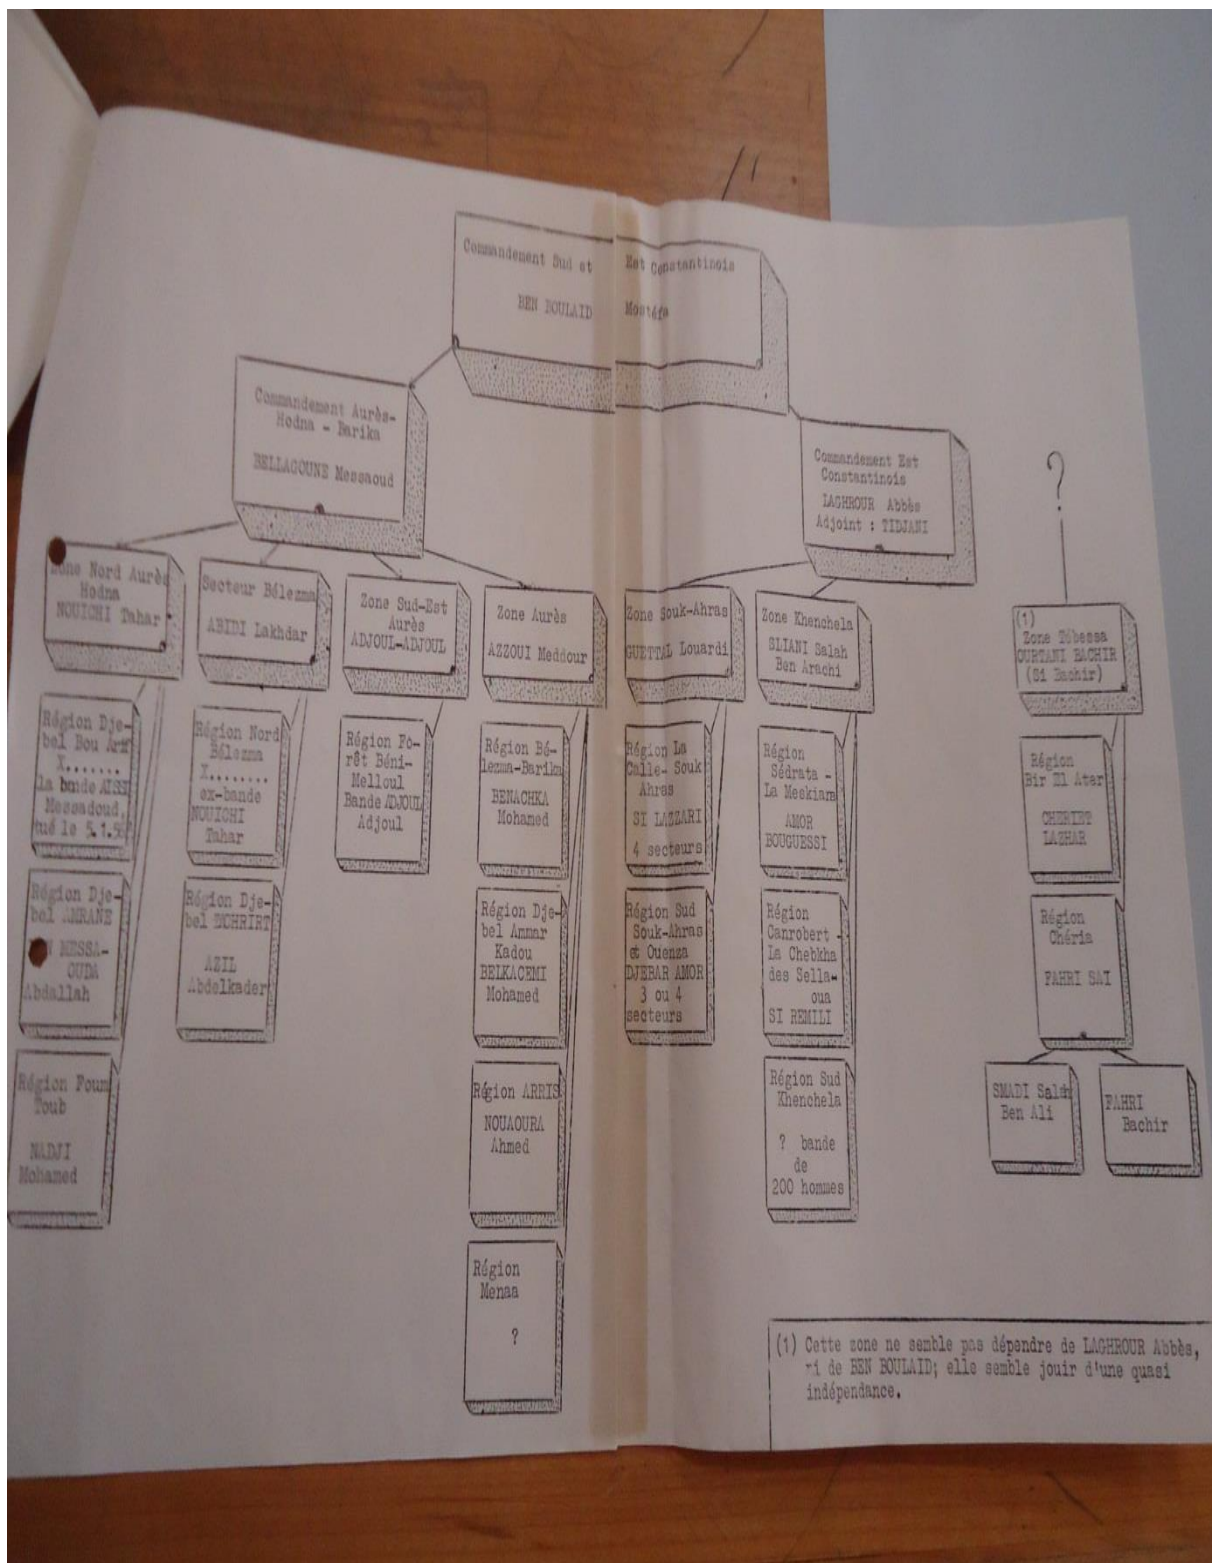 Commandement Sud et Est Constantinois
BEN BOULAID Mostéfa
Commandement Aurès-
Hodna - Barika
BELLAGOUNE Messaoud
Commandement Est
Constantinois
LAGHROUR Abbès
Adjoint : TIDJANI
?
Zone Nord Aurès
Hodna
NOUICHI Tahar
Secteur Bélezma
ABIDI Lakhdar
Zone Sud-Est
Aurès
ADJOUL-ADJOUL
Zone Aurès
AZZOUI Meddour
Zone Souk-Ahras
GUETTAL Louardi
Zone Khenchela
SLIANI Salah
Ben Arachi
(1)
Zone Tébessa
OURTANI BACHIR
(Si Bachir)
Région Dje-
bel Bou Arif
X.......
la bande AISSI
Messadoud,
tué le 5.1.56
Région Nord
Bélezma
X........
ex-bande
NOUICHI
Tahar
Région Fo-
rêt Béni-
Melloul
Bande ADJOUL
Adjoul
Région Bé-
lezma-Barika
BENACHKA
Mohamed
Région La
Calle- Souk
Ahras
SI LAZZARI
4 secteurs
Région
Sédrata -
La Meskiana
AMOR
BOUGUESSI
Région
Bir El Ater
CHERIET
LAZHAR
Région Dje-
bel AMRANE
MESSA-
OUDA
Abdallah
Région Dje-
bel
AZIL
Abdelkader
Région Dje-
bel Ammar
Kadou
BELKACEMI
Mohamed
Région Sud
Souk-Ahras
et Ouenza
DJEBAR AMOR
3 ou 4
secteurs
Région
Canrobert -
La Chebkha
des Sella-
oua
SI REMILI
Région
Chéria
FAHRI SAI
Région Foum
Toub
NADJI
Mohamed
Région ARRIS
NOUAOURA
Ahmed
Région Sud
Khenchela
? bande
de
200 hommes
SMADI Salah
Ben Ali
FAHRI
Bachir
Région
Menaa
?
(1) Cette zone ne semble pas dépendre de LAGHROUR Abbès,
ni de BEN BOULAID; elle semble jouir d'une quasi
indépendance.